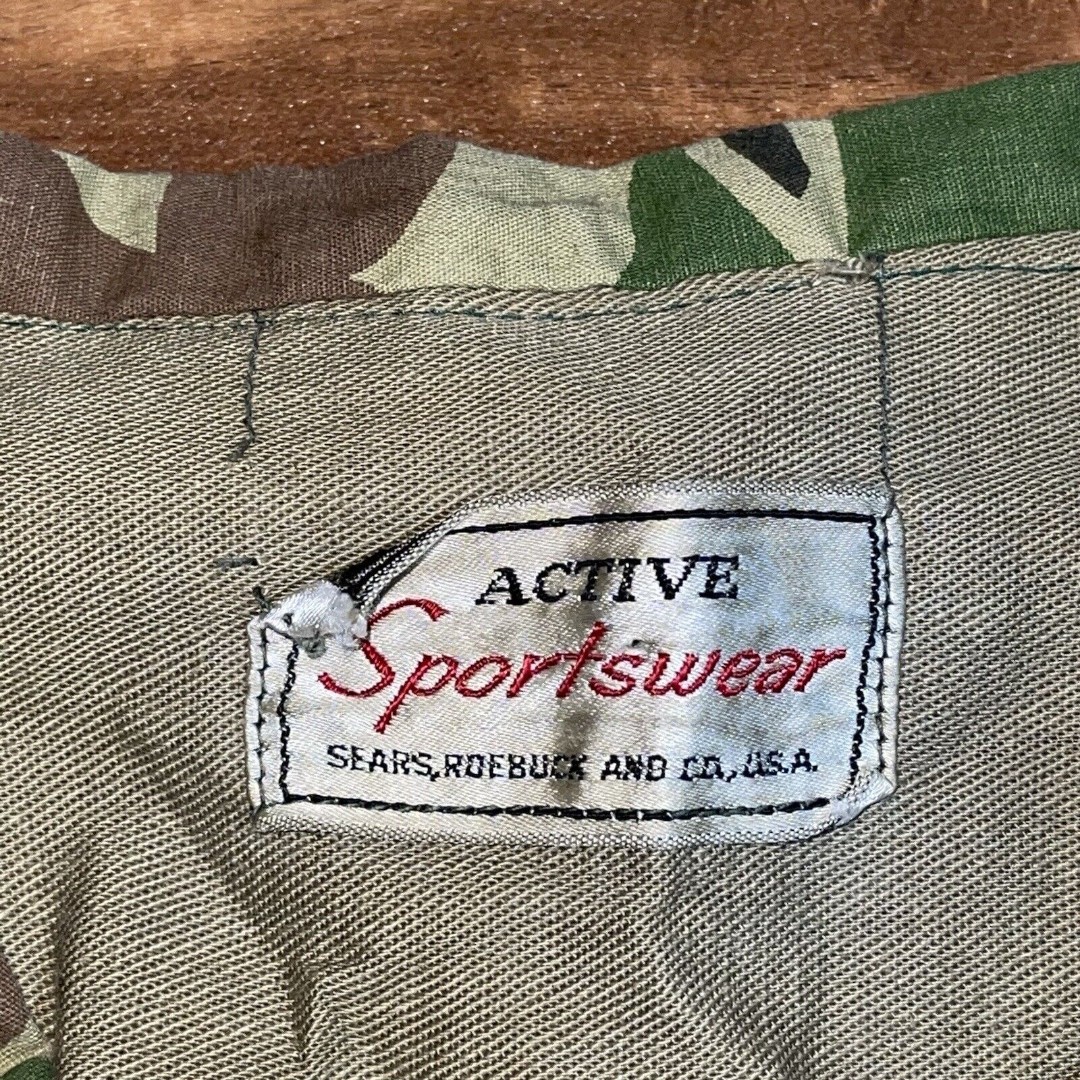 ACTIVE
Sportswear
SEARS, ROEBUCK AND CO., U.S.A.